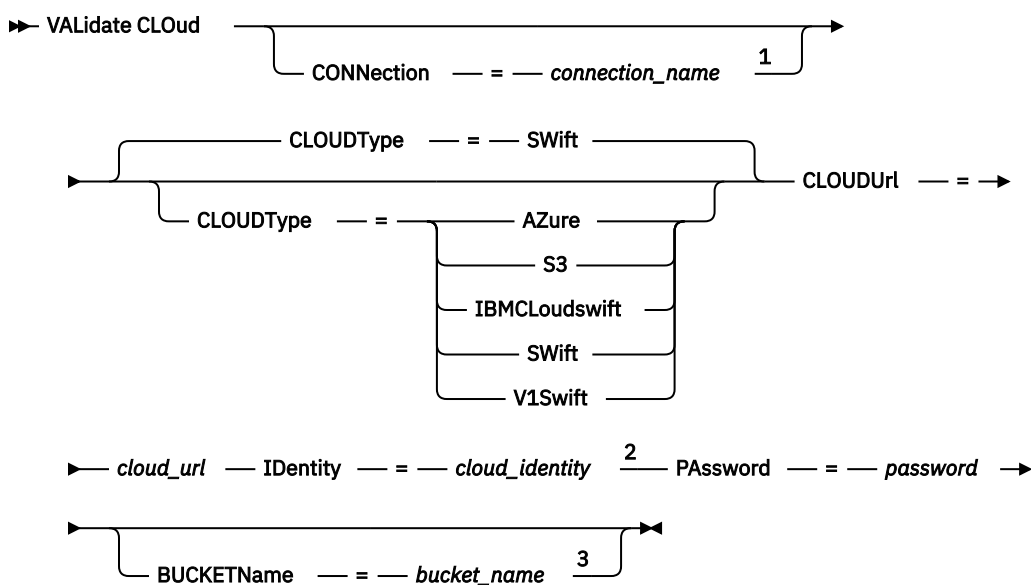 VALidate CLOud
CONNection = connection_name 1
CLOUDType = SWift
CLOUDType = AZure
S3
IBMCLoudswift
SWift
V1Swift
CLOUDUrl =
cloud_url IDentity = cloud_identity 2 PAssword = password
BUCKETName = bucket_name 3